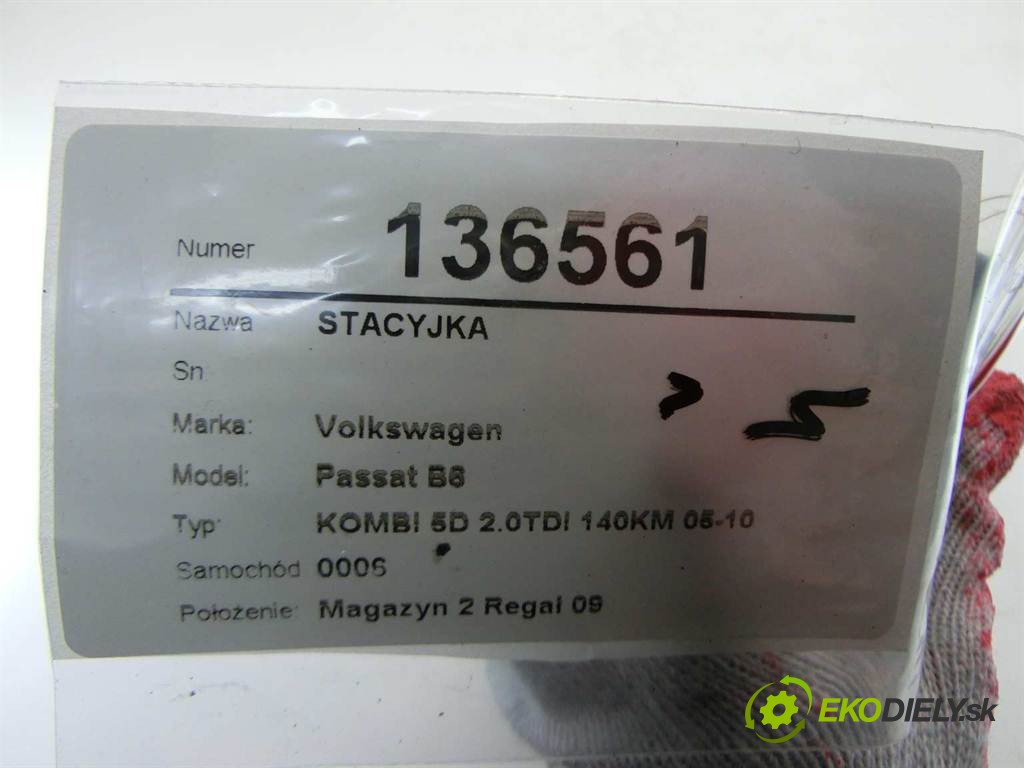 Numer 136561
Nazwa STACYJKA
Sn
Marka: Volkswagen
Model: Passat B6
Typ: KOMBI 5D 2.0TDI 140KM 05-10
Samochód 0006
Położenie: Magazyn 2 Regał 09
EKODIELY.sk